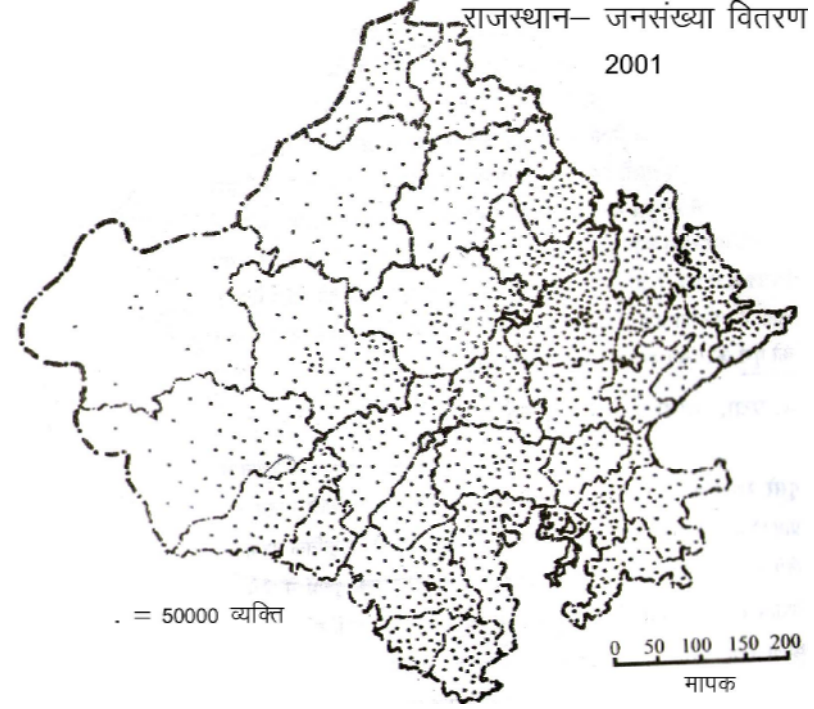 राजस्थान– जनसंख्या वितरण
2001
. = 50000 व्यक्ति
0 50 100 150 200
मापक